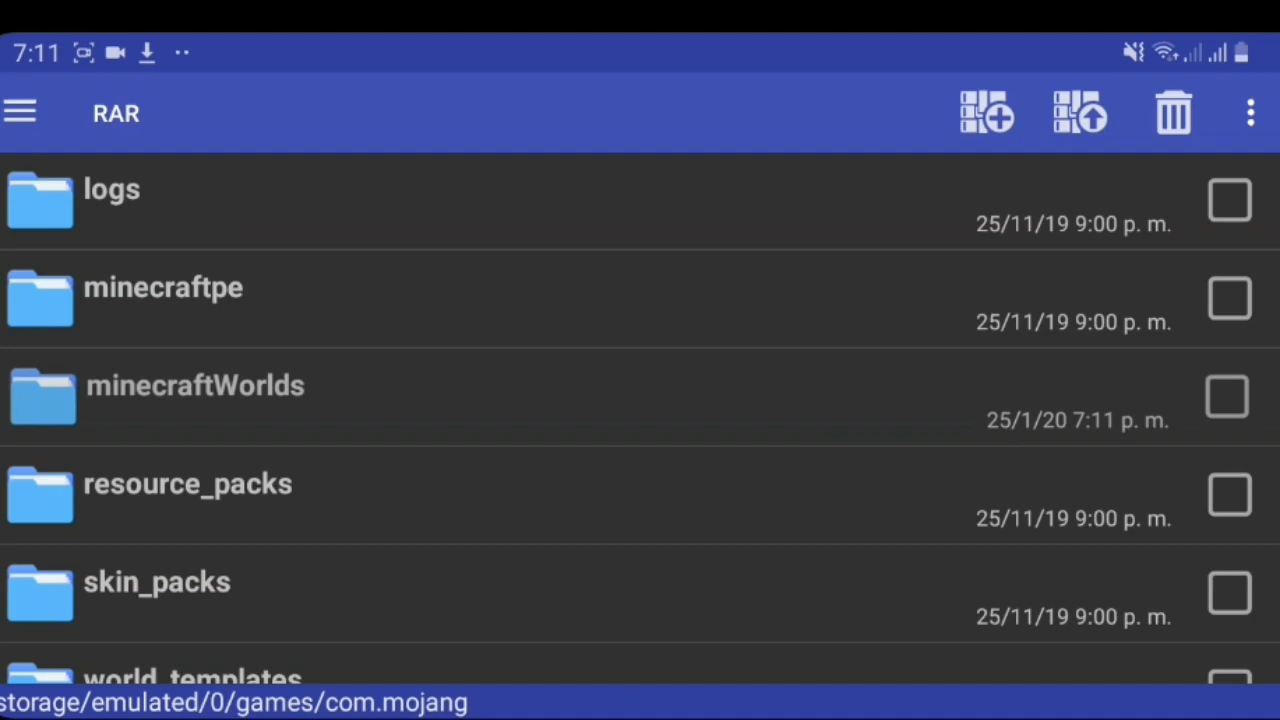 7:11
RAR
logs
25/11/19 9:00 p. m.
minecraftpe
25/11/19 9:00 p. m.
minecraftWorlds
25/1/20 7:11 p. m.
resource_packs
25/11/19 9:00 p. m.
skin_packs
25/11/19 9:00 p. m.
world_templates
storage/emulated/0/games/com.mojang